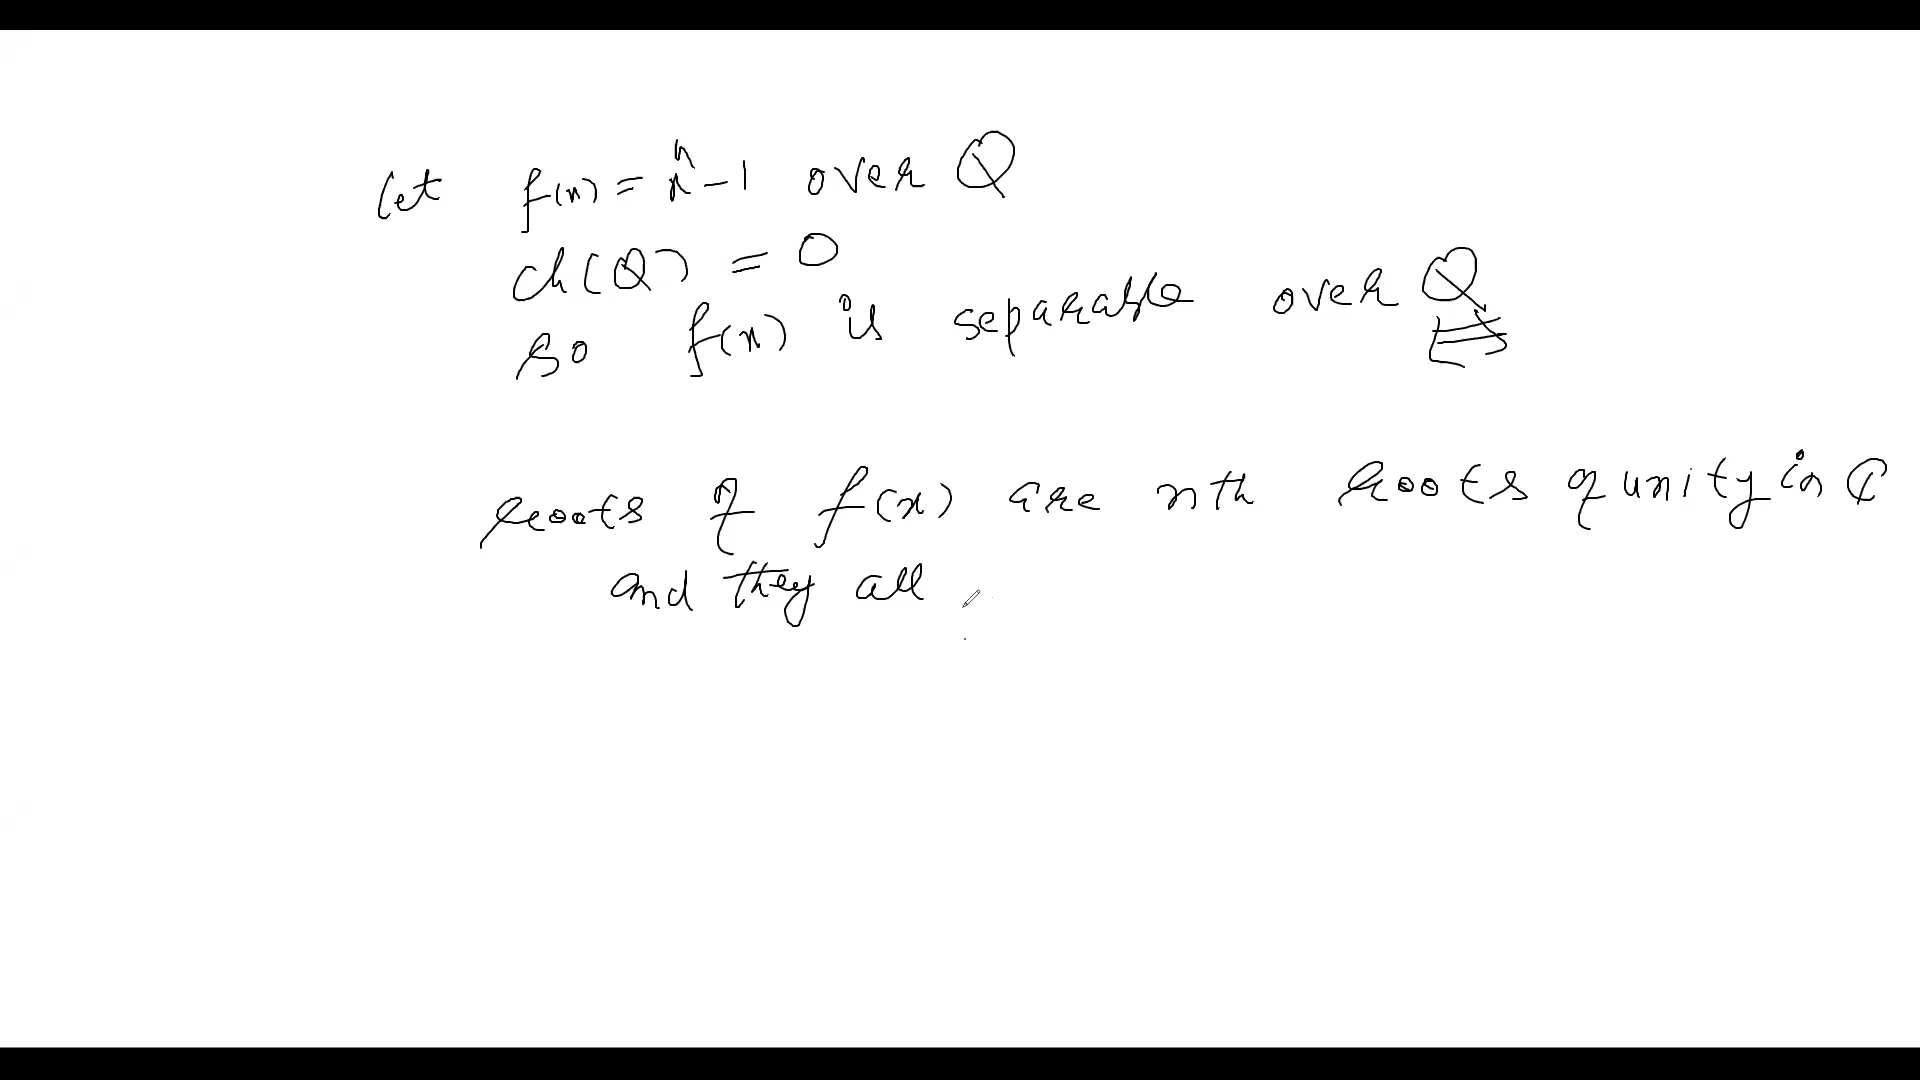 let f(x) = x^n - 1 over Q
ch(Q) = 0
so f(x) is separable over Q
roots of f(x) are nth roots of unity in ℂ
and they all